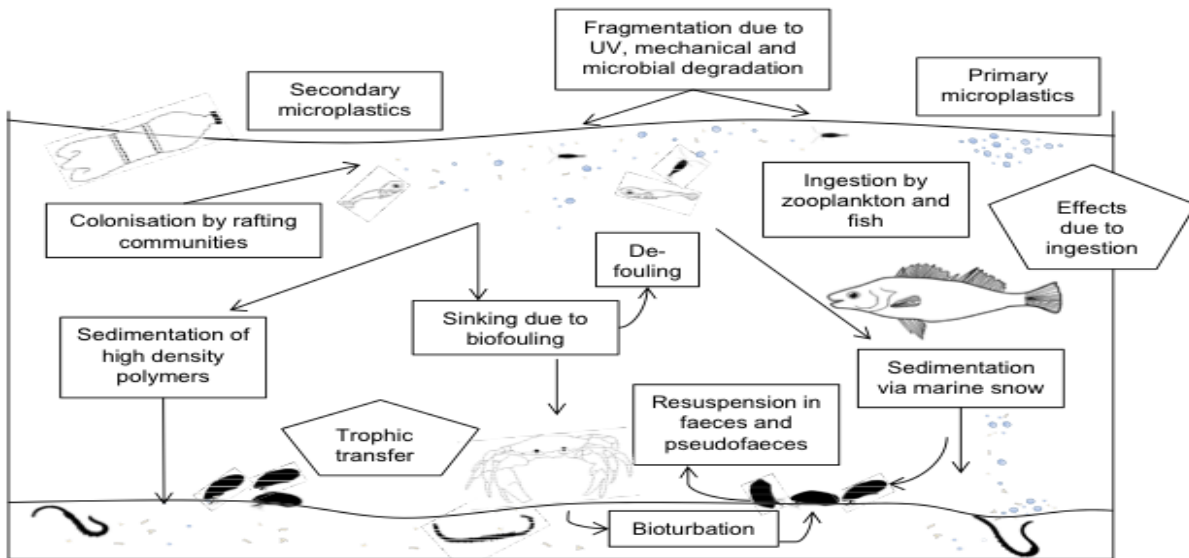 Fragmentation due to
UV, mechanical and
microbial degradation
Secondary
microplastics
Primary
microplastics
Colonisation by rafting
communities
Ingestion by
zooplankton and
fish
Effects
due to
ingestion
De-
fouling
Sedimentation of
high density
polymers
Sinking due to
biofouling
Sedimentation
via marine snow
Trophic
transfer
Resuspension in
faeces and
pseudofaeces
Bioturbation